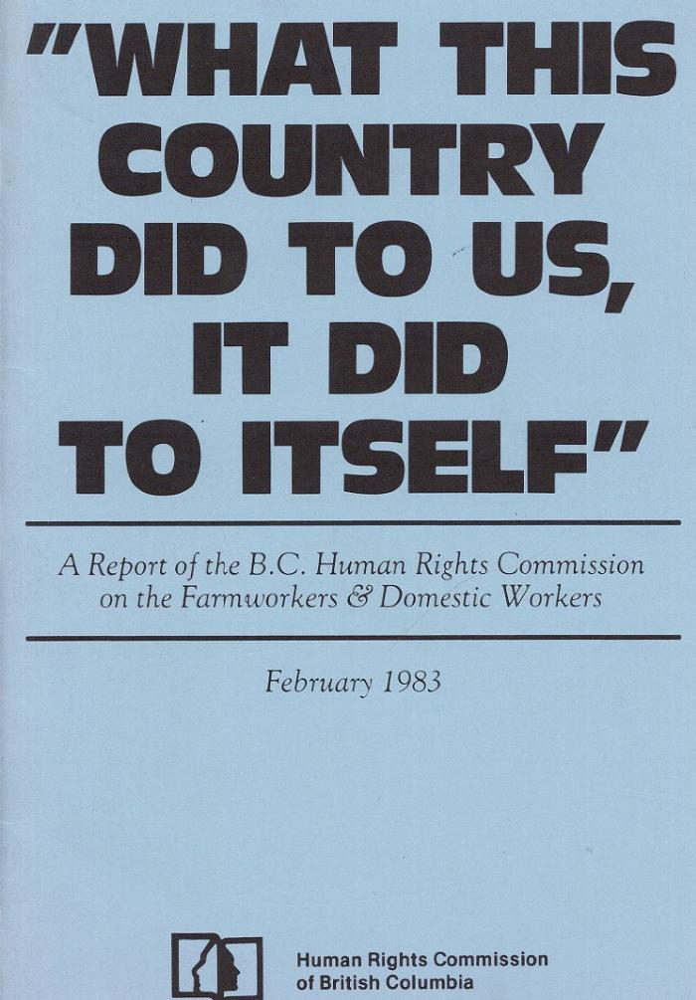 "WHAT THIS
COUNTRY
DID TO US,
IT DID
TO ITSELF"
A Report of the B.C. Human Rights Commission
on the Farmworkers & Domestic Workers
February 1983
Human Rights Commission
of British Columbia